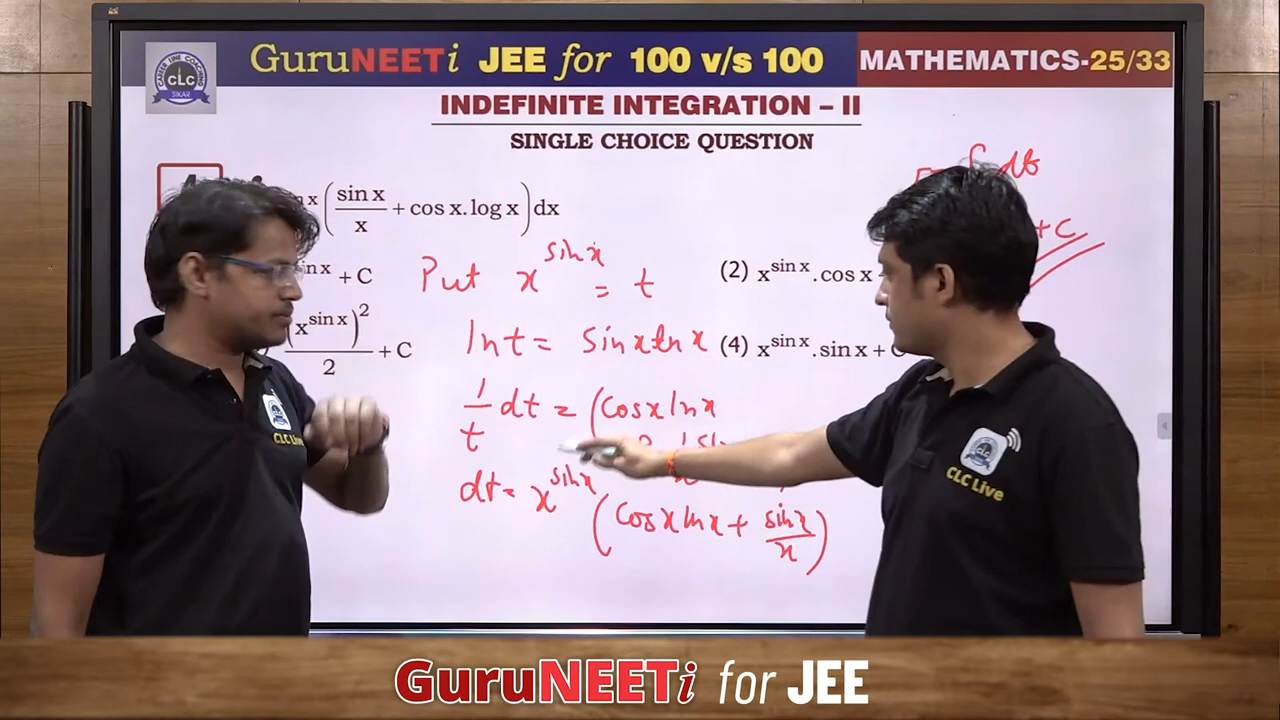 CLC
SIKAR
GuruNEETi JEE for 100 v/s 100
MATHEMATICS-25/33
INDEFINITE INTEGRATION – II
SINGLE CHOICE QUESTION
x ( sin x / x + cos x. log x ) dx
∫ dt
+ C
nx + C
Put x^sin x = t
(2) x^sin x . cos x
(x^sin x)^2 / 2 + C
ln t = sin x ln x
(4) x^sin x . sin x + C
1/t dt = (cos x ln x
dt = x^sin x
(cos x ln x + sin x / x)
CLC Live
CLC Live
GuruNEETi for JEE